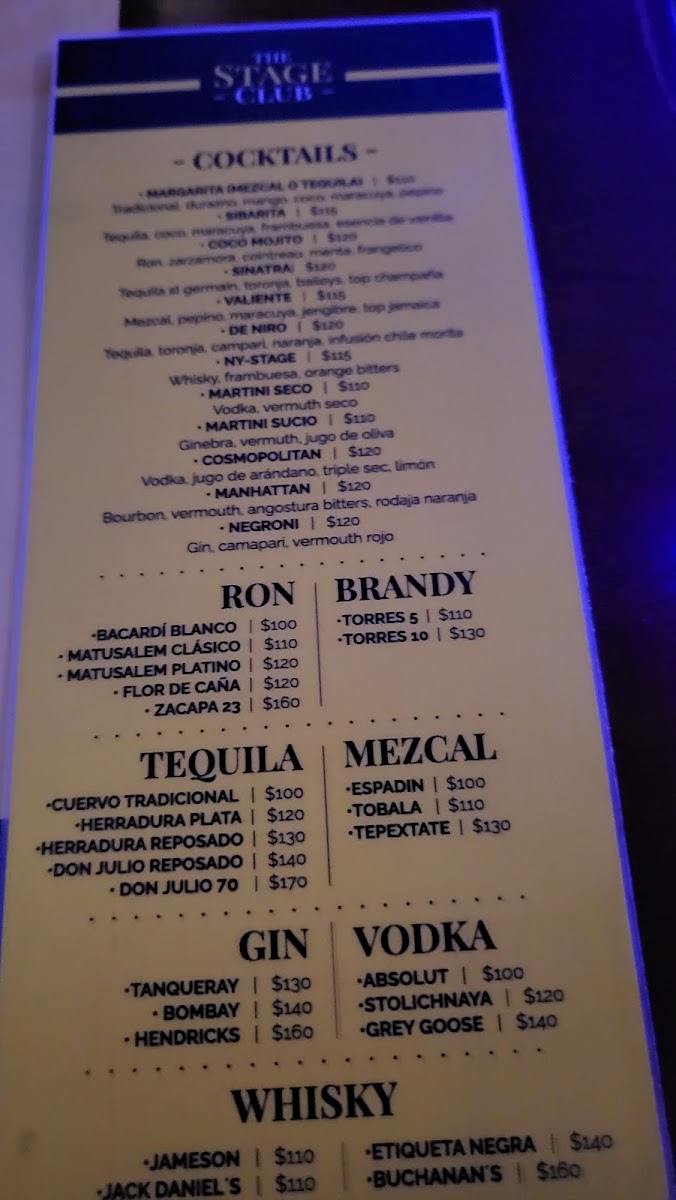 THE
STAGE
- CLUB -
- COCKTAILS -
• MARGARITA (MEZCAL O TEQUILA) | $110
Tradicional, durazno, mango, coco, maracuya, pepino
• SIBARITA | $115
Tequila, coco, maracuya, frambuesa, esencia de vainilla
• COCO MOJITO | $120
Ron, zarzamora, cointreau, menta, frangelico
• SINATRA| $120
Tequila st germain, toronja, baileys, top champaña
• VALIENTE | $115
Mezcal, pepino, maracuya, jengibre, top jamaica
• DE NIRO | $120
Tequila, toronja, campari, naranja, infusión chile morita
• NY-STAGE | $115
Whisky, frambuesa, orange bitters
• MARTINI SECO | $110
Vodka, vermuth seco
• MARTINI SUCIO | $110
Ginebra, vermuth, jugo de oliva
• COSMOPOLITAN | $120
Vodka, jugo de arándano, triple sec, limón
• MANHATTAN | $120
Bourbon, vermouth, angostura bitters, rodaja naranja
• NEGRONI | $120
Gin, camapari, vermouth rojo
RON
•BACARDÍ BLANCO | $100
• MATUSALEM CLÁSICO | $110
• MATUSALEM PLATINO | $120
• FLOR DE CAÑA | $120
• ZACAPA 23 | $160
BRANDY
•TORRES 5 | $110
•TORRES 10 | $130
TEQUILA
•CUERVO TRADICIONAL | $100
•HERRADURA PLATA | $120
•HERRADURA REPOSADO | $130
•DON JULIO REPOSADO | $140
• DON JULIO 70 | $170
MEZCAL
•ESPADIN | $100
•TOBALA | $110
•TEPEXTATE | $130
GIN
•TANQUERAY | $130
• BOMBAY | $140
• HENDRICKS | $160
VODKA
•ABSOLUT | $100
•STOLICHNAYA | $120
•GREY GOOSE | $140
WHISKY
•JAMESON | $110
•JACK DANIEL´S | $110
•ETIQUETA NEGRA | $140
•BUCHANAN´S | $160